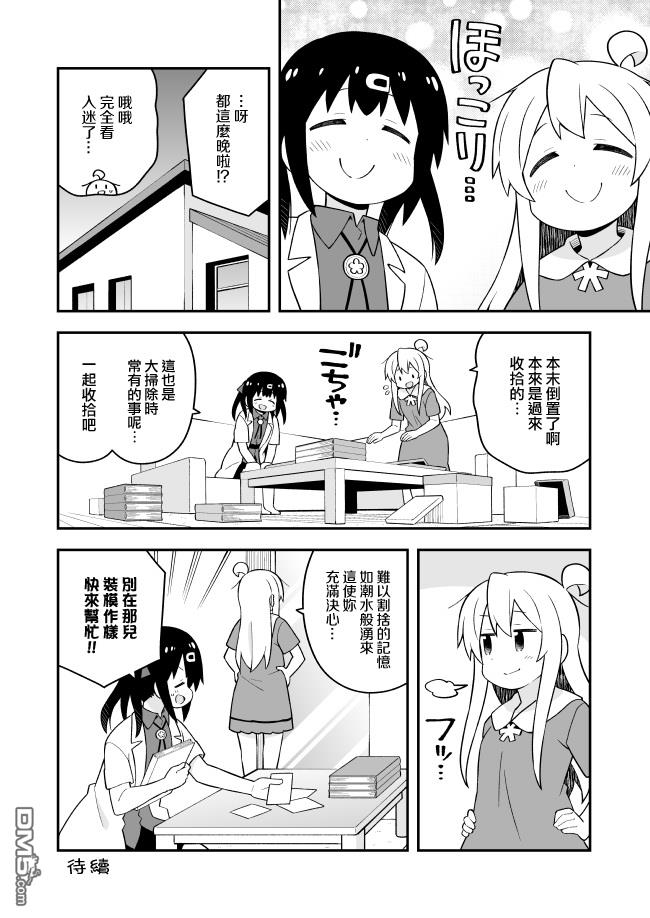 ほっこり…
…呀
都這麼晚啦!?
哦哦
完全看
入迷了…
本末倒置了啊
本來是過來
收拾的…
ごちゃ…
這也是
大掃除時
常有的事呢…
一起收拾吧
フッ…
難以割捨的記憶
如潮水般湧來
這使妳
充滿決心…
別在那兒
裝模作樣
快來幫忙!!
待續
DM5.com